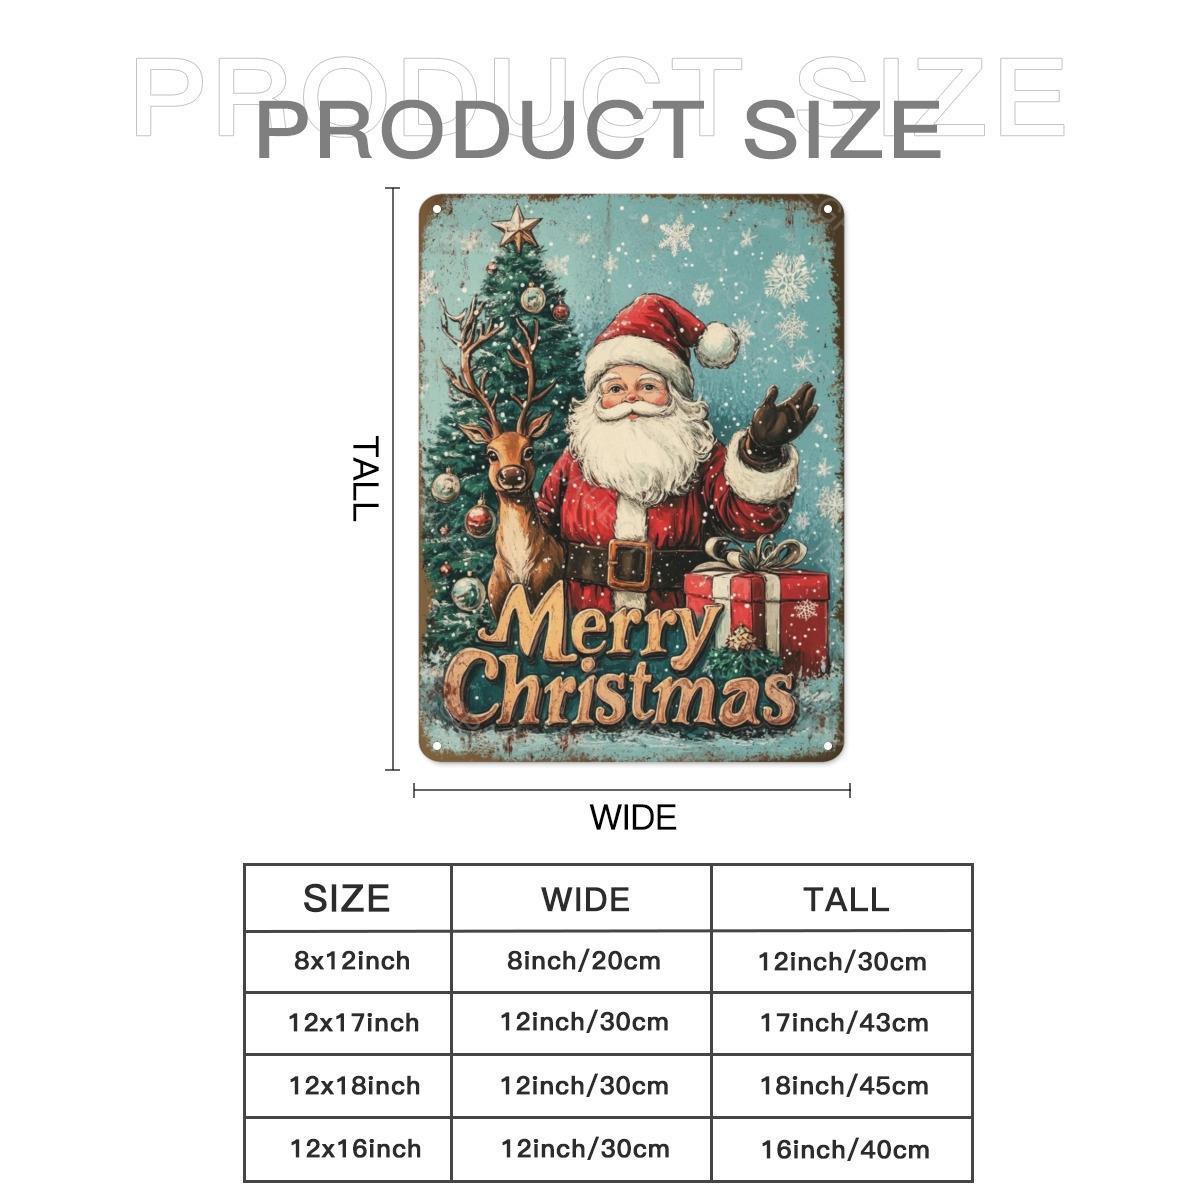 PRODUCT SIZE
PRODUCT SIZE
TALL
Merry
Christmas
WIDE
SIZE WIDE TALL
8x12inch 8inch/20cm 12inch/30cm
12x17inch 12inch/30cm 17inch/43cm
12x18inch 12inch/30cm 18inch/45cm
12x16inch 12inch/30cm 16inch/40cm